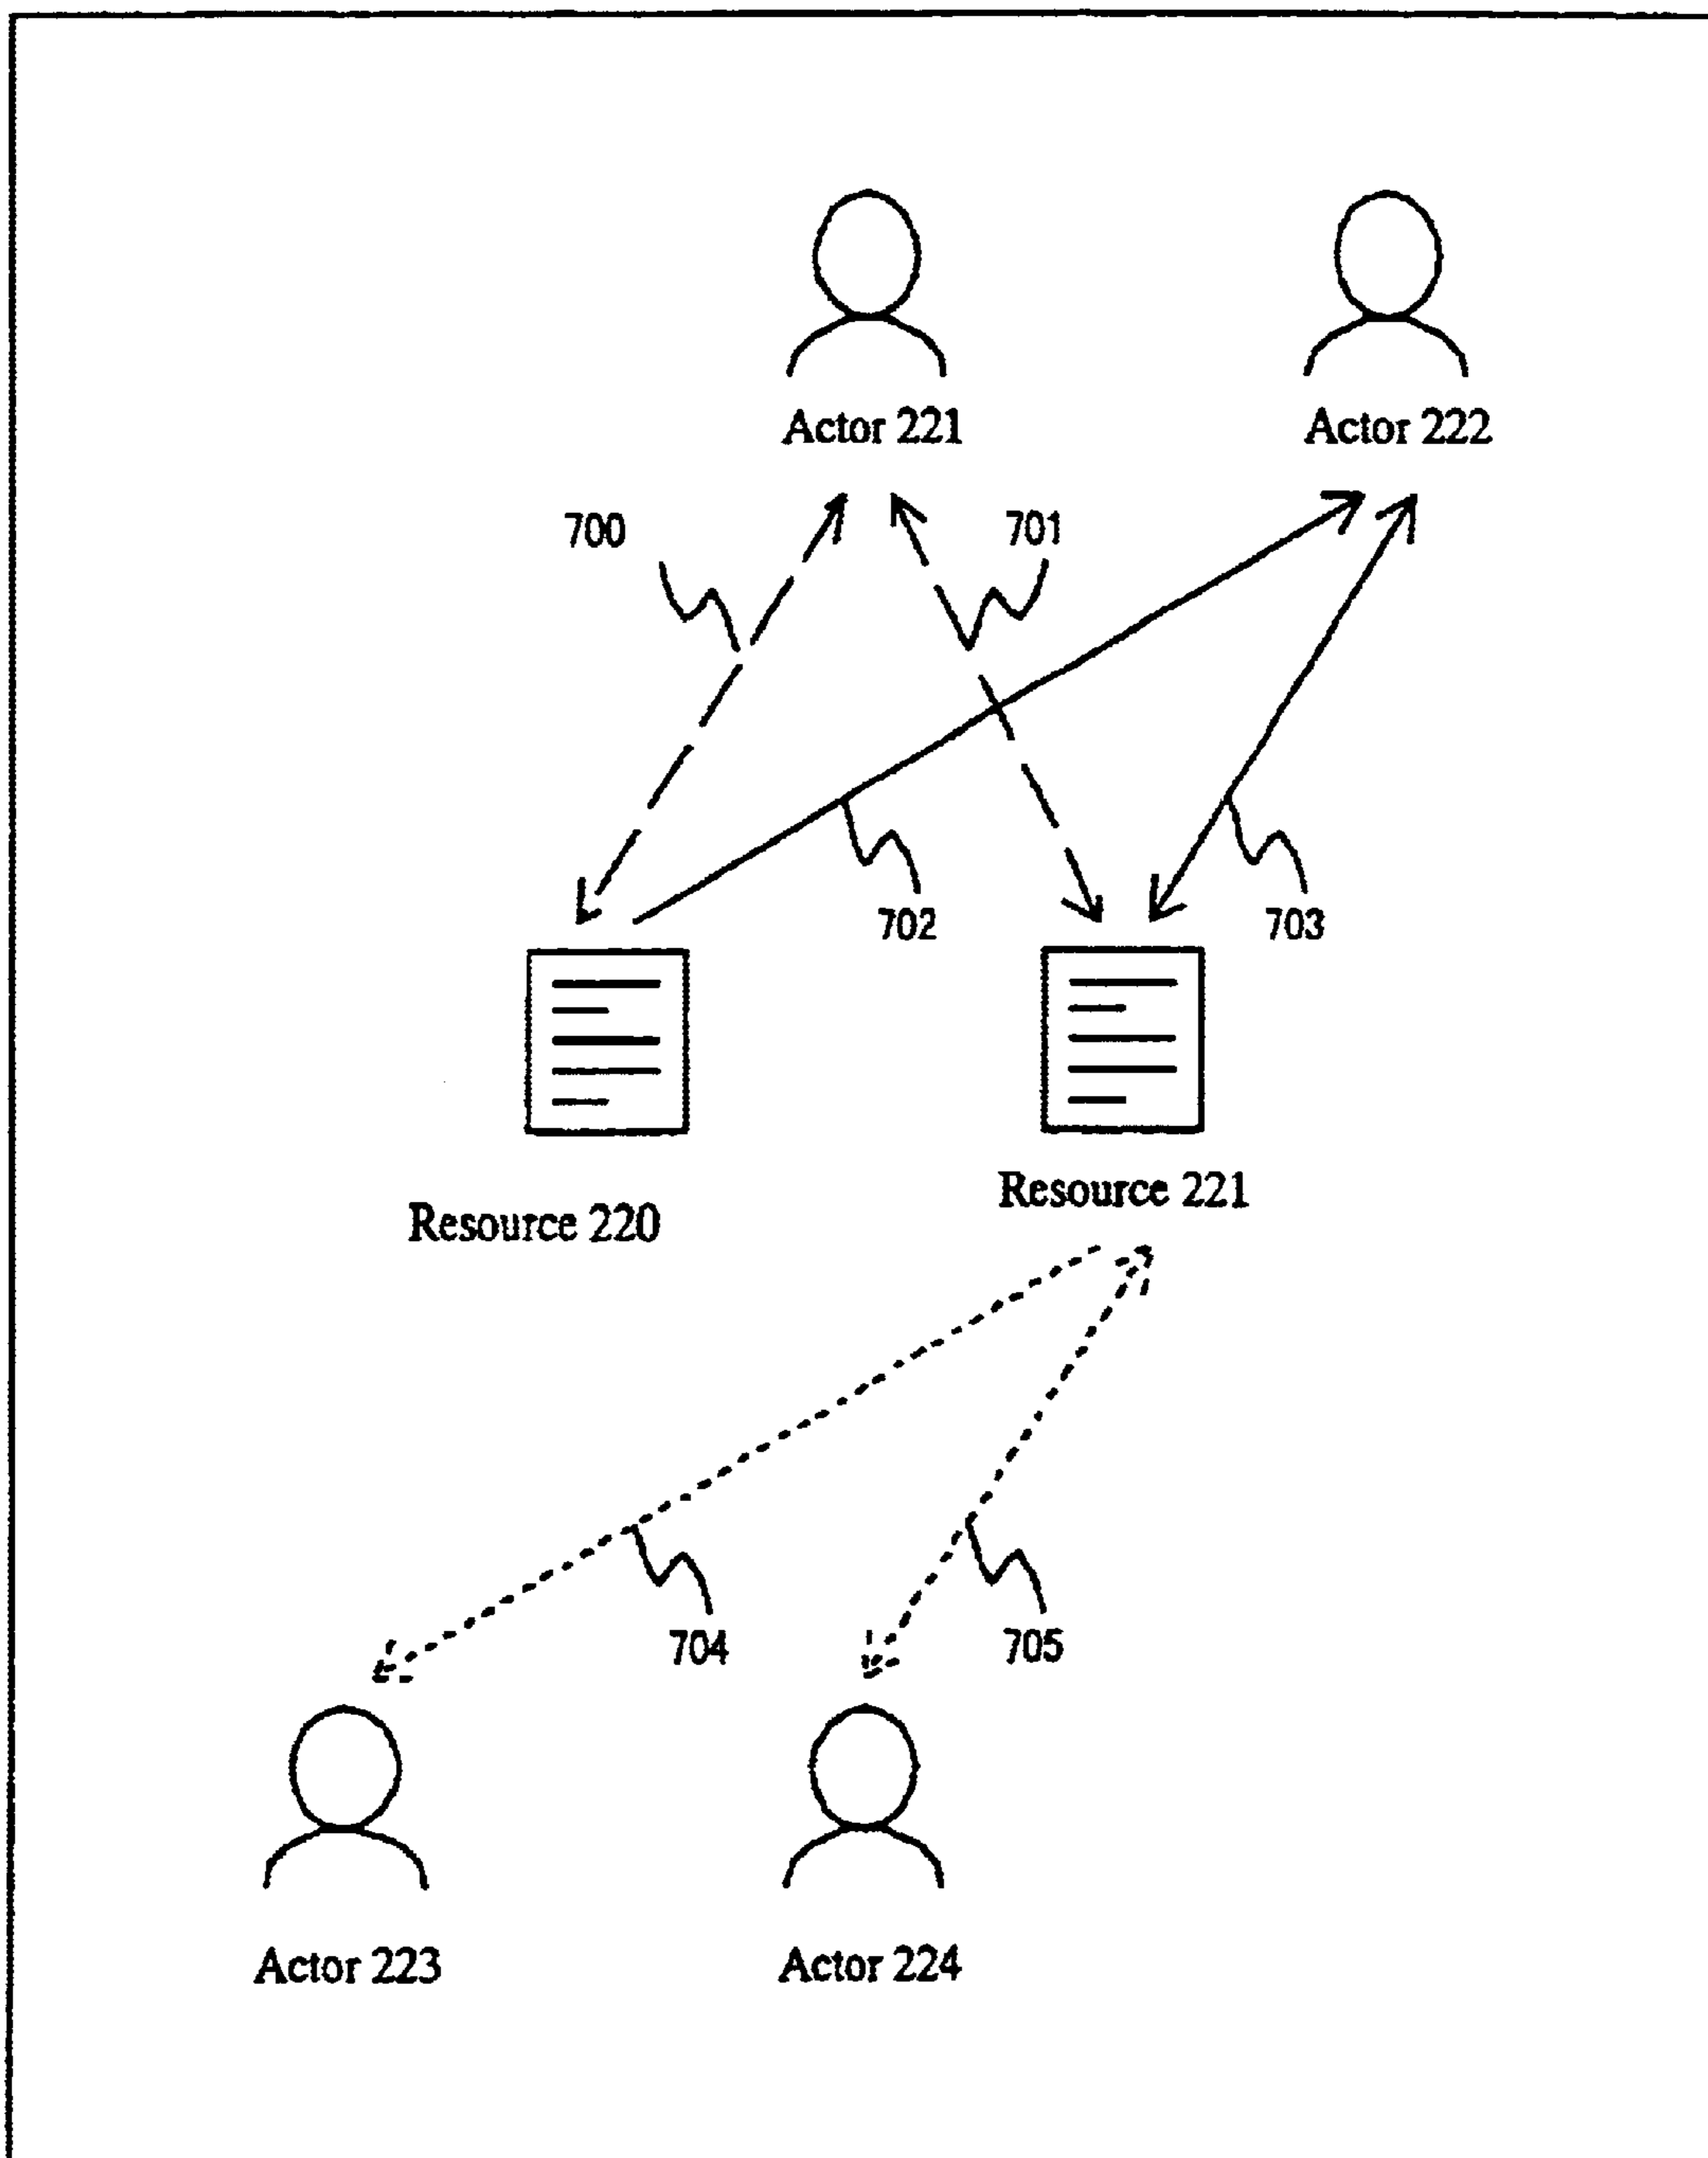 Actor 221
Actor 222
700
701
702
703
Resource 220
Resource 221
704
705
Actor 223
Actor 224